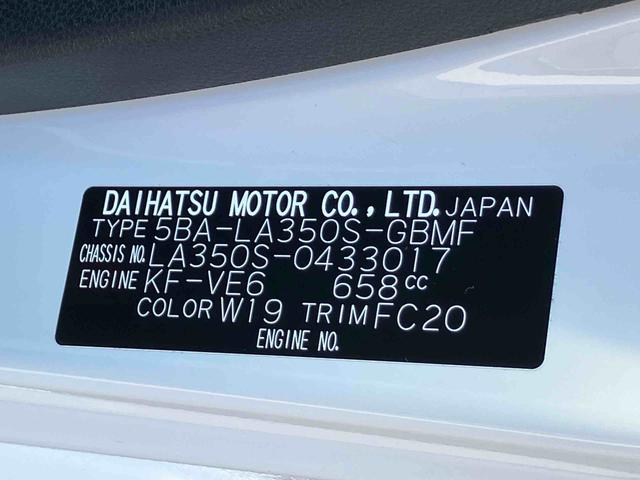 DAIHATSU MOTOR CO., LTD. JAPAN
TYPE 5BA-LA350S-GBMF
CHASSIS NO. LA350S-0433017
ENGINE KF-VE6 658cc
COLOR W19 TRIM FC20
ENGINE NO.